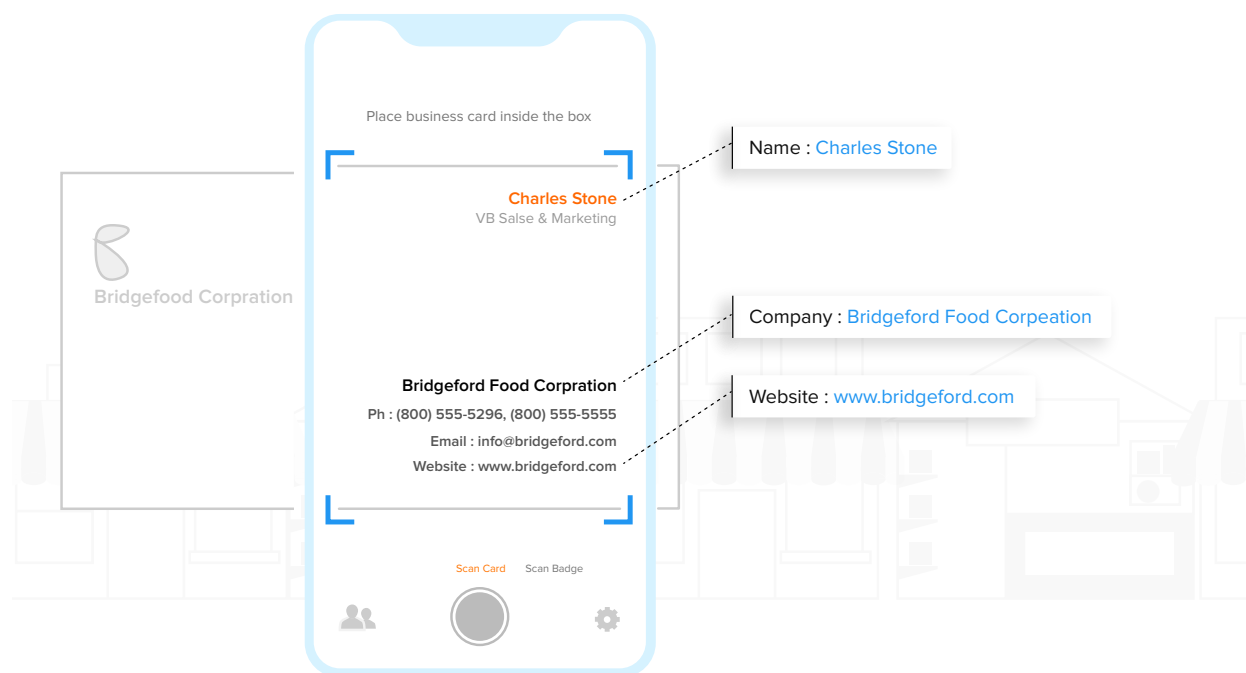 Place business card inside the box
Charles Stone
VB Salse & Marketing
Bridgefood Corpration
Bridgeford Food Corpration
Ph : (800) 555-5296, (800) 555-5555
Email : info@bridgeford.com
Website : www.bridgeford.com
Scan Card
Scan Badge
Name : Charles Stone
Company : Bridgeford Food Corpeation
Website : www.bridgeford.com